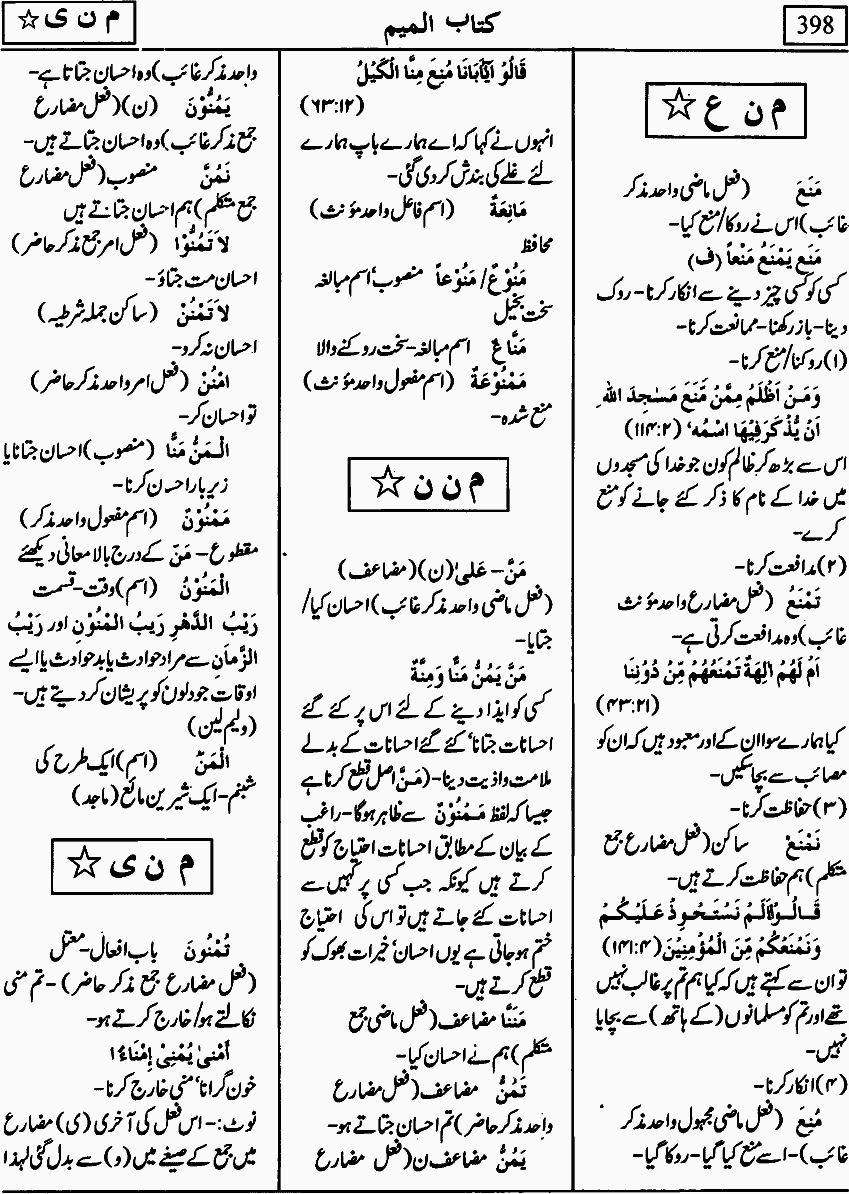 398
کتاب المیم
م ن ی ☆
م ن ع ☆
مَنَعَ (فعل ماضی واحد مذکر
غائب) اس نے روکا/منع کیا۔
مَنَع یَمْنَعُ مَنْعاً (ف)
کسی کو کسی چیز دینے سے انکار کرنا۔ روک
دینا۔ باز رکھنا۔ ممانعت کرنا۔
(۱) روکنا/منع کرنا۔
وَمَنْ اَظْلَمُ مِمَّنْ مَّنَعَ مَسٰجِدَ اللّٰہِ
اَنْ یُّذْکَرَ فِیْهَا اسْمُه‘ (۱۱۴:۲)
اس سے بڑھ کر ظالم کون جو خدا کی مسجدوں
میں خدا کے نام کا ذکر کئے جانے کو منع
کرے۔
(۲) مدافعت کرنا۔
تَمْنَعُ (فعل مضارع واحد مؤنث
غائب) وہ مدافعت کرتی ہے۔
اَمْ لَهُمْ اٰلِهَةٌ تَمْنَعُهُمْ مِّنْ دُوْنِنَا
(۴۳:۲۱)
کیا ہمارے سوا ان کے اور معبود ہیں کہ ان کو
مصائب سے بچا سکیں۔
(۳) حفاظت کرنا۔
نَمْنَعْ ساکن (فعل مضارع جمع
متکلم) ہم حفاظت کرتے ہیں۔
قَالُوْآ اَلَمْ نَسْتَحْوِذْ عَلَیْکُمْ
وَنَمْنَعْکُمْ مِّنَ الْمُؤْمِنِیْنَ (۱۴۱:۴)
تو ان سے کہتے ہیں کہ کیا ہم تم پر غالب نہیں
تھے اور تم کو مسلمانوں (کے ہاتھ) سے بچایا
نہیں۔
(۴) انکار کرنا۔
مُنِعَ (فعل ماضی مجہول واحد مذکر
غائب)۔ اسے منع کیا گیا۔ روکا گیا۔
قَالُوْ ایٰۤاَبَانَا مُنِعَ مِنَّا الْکَیْلُ
(۶۳:۱۲)
انہوں نے کہا کہ اے ہمارے باپ ہمارے
لئے غلے کی بندش کر دی گئی۔
مَانِعَةٌ (اسم فاعل واحد مؤنث)
محافظ
مَنُوْعٌ/ مَنُوْعاً منصوب‘ اسم مبالغہ
سخت بخیل
مَنَّاعٌ اسم مبالغہ۔ سخت روکنے والا
مَمْنُوْعَةٌ (اسم مفعول واحد مؤنث)
منع شدہ۔
م ن ن ☆
مَنَّ – عَلیٰ (ن) (مضاعف)
(فعل ماضی واحد مذکر غائب) احسان کیا/
جتایا۔
مَنَّ یَمُنُّ مَنًّا وَمِنَّةٌ
کسی کو ایذا دینے کے لئے اس پر کئے گئے
احسانات جتانا‘ کئے گئے احسانات کے بدلے
ملامت و اذیت دینا۔ (مَنَّ اصل قطع کرنا ہے
جیسا کہ لفظ مَمْنُوْنٌ سے ظاہر ہوگا۔ راغب
کے بیان کے مطابق احسانات احتیاج کو قطع
کرتے ہیں کیونکہ جب کسی پر کہیں سے
احسانات کئے جاتے ہیں تو اس کی احتیاج
ختم ہو جاتی ہے یوں احسان‘ خیرات بھوک کو
قطع کرتے ہیں۔
مَنَنَّا مضاعف (فعل ماضی جمع
متکلم) ہم نے احسان کیا۔
تَمُنُّ مضاعف (فعل مضارع
واحد مذکر حاضر) تم احسان جتاتے ہو۔
یَمُنُّ مضاعف ن (فعل مضارع
واحد مذکر غائب) وہ احسان جتاتا ہے۔
یَمُنُّوْنَ (ن) (فعل مضارع
جمع مذکر غائب) وہ احسان جتاتے ہیں۔
نَمُنَّ منصوب (فعل مضارع
جمع متکلم) ہم احسان جتاتے ہیں
لاَ تَمُنُّوْا (فعل امر جمع مذکر حاضر)
احسان مت جتاؤ۔
لاَ تَمْنُنْ (ساکن جملہ شرطیہ)
احسان نہ کرو۔
امْنُنْ (فعل امر واحد مذکر حاضر)
تو احسان کر۔
الْمَنُّ مَنًّا (منصوب) احسان جتانا یا
زیر بار احسن کرنا۔
مَمْنُوْنٌ (اسم مفعول واحد مذکر)
مقطوع۔ مَنَّ کے درج بالا معانی دیکھئے
الْمَنُوْنُ (اسم) وقت۔ قسمت
رَیْبُ الدَّهْرِ رَیبُ الْمَنُوْنِ اور رَیْبُ
الزَّمانِ سے مراد حوادث یا بد حوادث یا ایسے
اوقات جو دلوں کو پریشان کر دیتے ہیں۔
(ولیم لین)
الْمَنّ (اسم) ایک طرح کی
شبنم۔ ایک شیرین مائع (ماجد)
م ن ی ☆
تُمْنُونَ باب افعال۔ معتل
(فعل مضارع جمع مذکر حاضر)۔ تم منی
نکالتے ہو/ خارج کرتے ہو۔
أَمْنیٰ یُمْنِیْ اِمْنَاءً ا
خون گرانا‘ منی خارج کرنا۔
نوٹ:۔ اس فعل کی آخری (ی) مضارع
میں جمع کے صیغے میں (و) سے بدل گئی لہٰذا